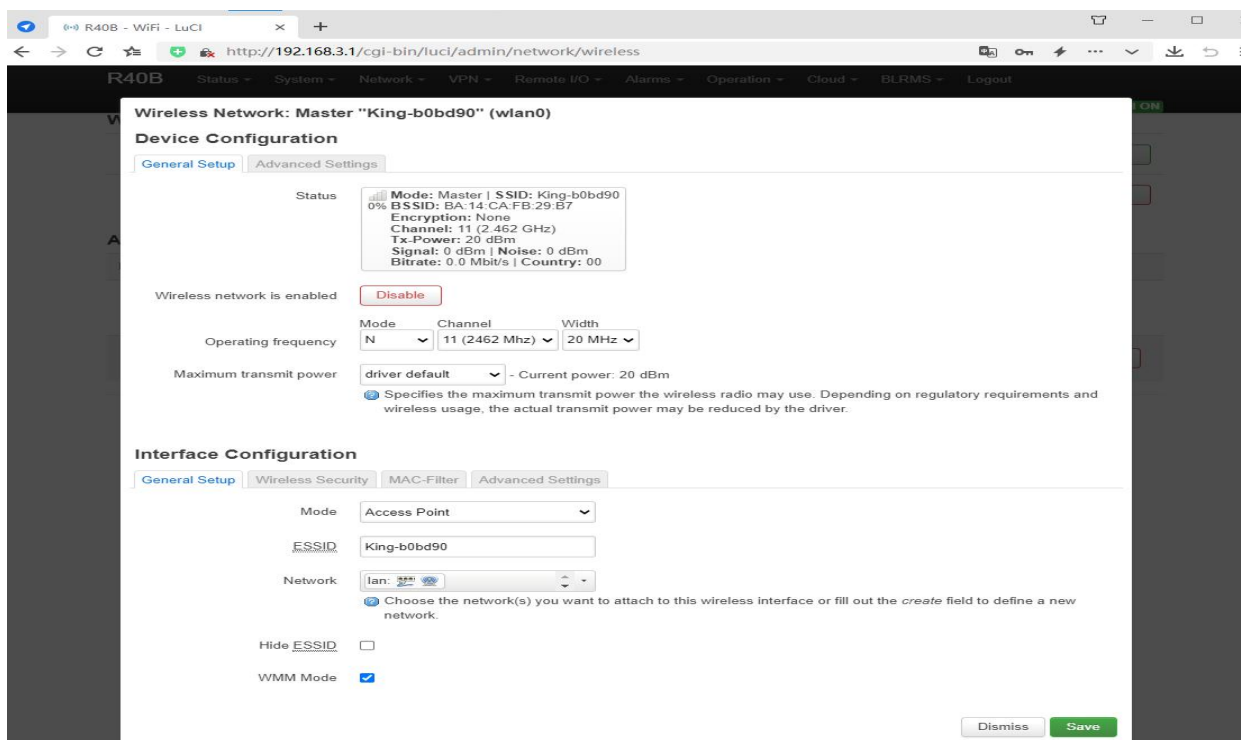 R40B - WiFi - LuCI
http://192.168.3.1/cgi-bin/luci/admin/network/wireless
R40B Status System Network VPN Remote I/O Alarms Operation Cloud BLRMS Logout
ON
Wireless Network: Master "King-b0bd90" (wlan0)
Device Configuration
General Setup Advanced Settings
Status
Mode: Master | SSID: King-b0bd90
0% BSSID: BA:14:CA:FB:29:B7
Encryption: None
Channel: 11 (2.462 GHz)
Tx-Power: 20 dBm
Signal: 0 dBm | Noise: 0 dBm
Bitrate: 0.0 Mbit/s | Country: 00
Wireless network is enabled Disable
Mode Channel Width
Operating frequency N 11 (2462 Mhz) 20 MHz
Maximum transmit power driver default - Current power: 20 dBm
Specifies the maximum transmit power the wireless radio may use. Depending on regulatory requirements and
wireless usage, the actual transmit power may be reduced by the driver.
Interface Configuration
General Setup Wireless Security MAC-Filter Advanced Settings
Mode Access Point
ESSID King-b0bd90
Network lan:
Choose the network(s) you want to attach to this wireless interface or fill out the create field to define a new
network.
Hide ESSID
WMM Mode
Dismiss Save